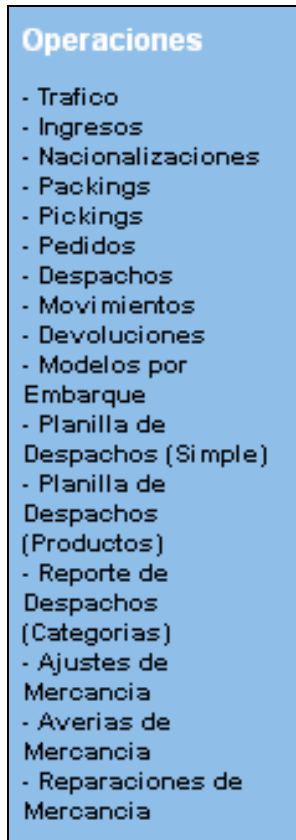 Operaciones
- Trafico
- Ingresos
- Nacionalizaciones
- Packings
- Pickings
- Pedidos
- Despachos
- Movimientos
- Devoluciones
- Modelos por
Embarque
- Planilla de
Despachos (Simple)
- Planilla de
Despachos
(Productos)
- Reporte de
Despachos
(Categorias)
- Ajustes de
Mercancia
- Averias de
Mercancia
- Reparaciones de
Mercancia